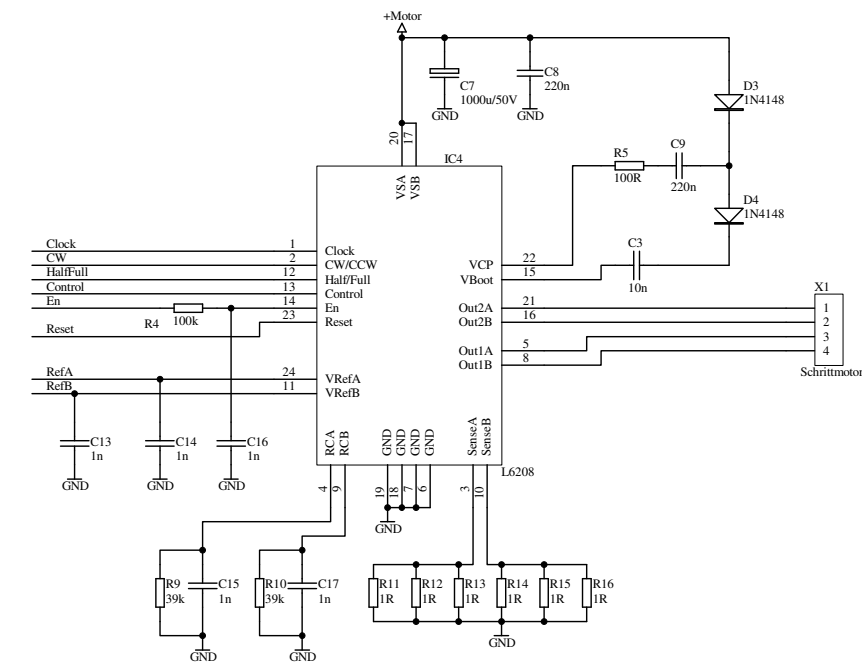 +Motor
C7
1000u/50V
GND
C8
220n
GND
D3
1N4148
20
17
IC4
VSA
VSB
R5
100R
C9
220n
D4
1N4148
C3
10n
Clock
1
Clock
CW
2
CW/CCW
HalfFull
12
Half/Full
Control
13
Control
En
14
En
R4
100k
23
Reset
Reset
VCP
22
VBoot
15
Out2A
21
Out2B
16
Out1A
5
Out1B
8
X1
1
2
3
4
Schrittmotor
RefA
24
VRefA
RefB
11
VRefB
C13
1n
GND
C14
1n
GND
C16
1n
GND
RCA
RCB
GND
GND
GND
GND
SenseA
SenseB
L6208
4
9
19
18
7
6
3
10
GND
R9
39k
C15
1n
GND
R10
39k
C17
1n
GND
R11
1R
R12
1R
R13
1R
R14
1R
R15
1R
R16
1R
GND